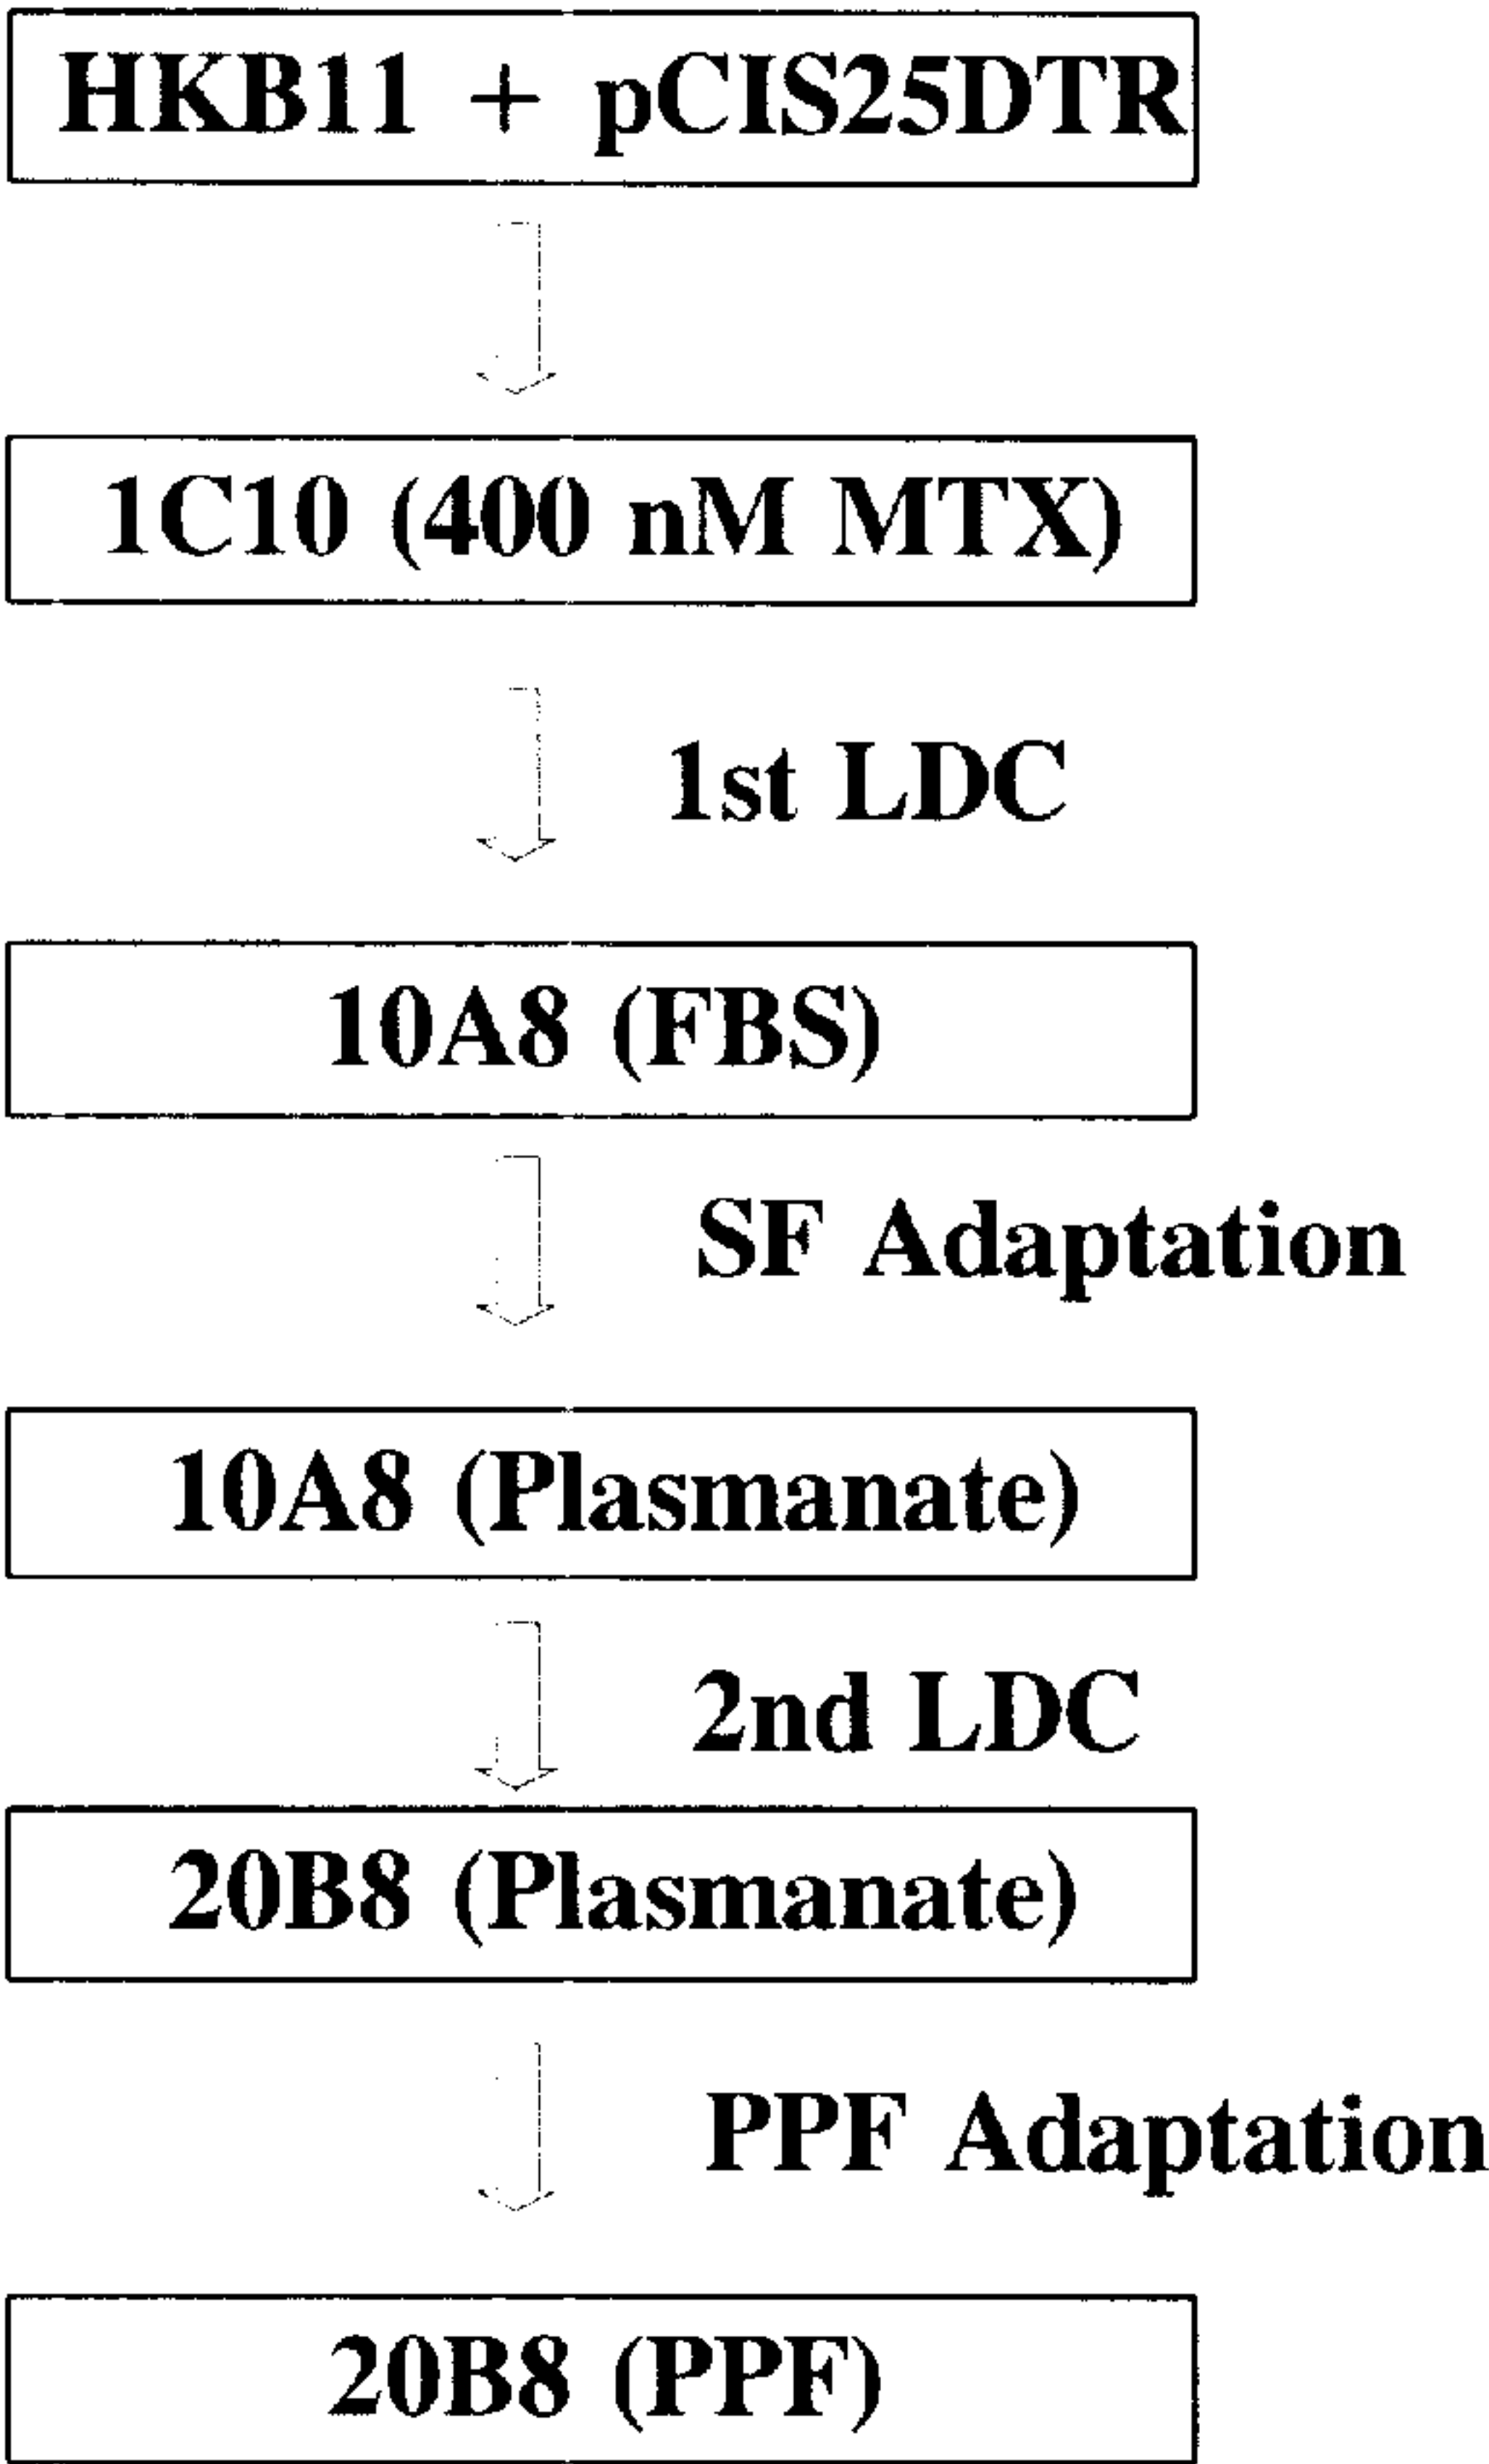 HKB11 + pCIS25DTR
1C10 (400 nM MTX)
1st LDC
10A8 (FBS)
SF Adaptation
10A8 (Plasmanate)
2nd LDC
20B8 (Plasmanate)
PPF Adaptation
20B8 (PPF)